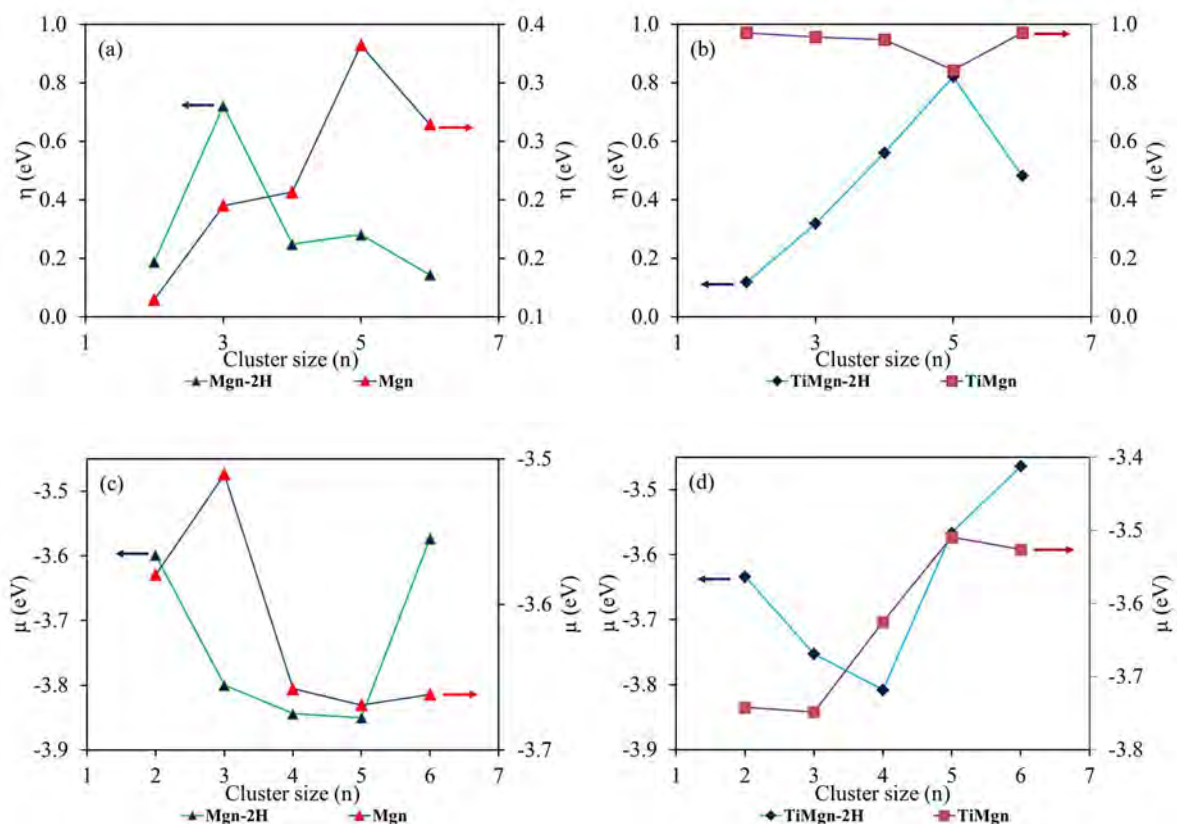 (a)
η (eV)
1.0
0.8
0.6
0.4
0.2
0.0
0.4
0.3
0.3
0.2
0.2
0.1
η (eV)
1 3 5 7
Cluster size (n)
Mgn-2H Mgn
(b)
η (eV)
1.0
0.8
0.6
0.4
0.2
0.0
1.0
0.8
0.6
0.4
0.2
0.0
η (eV)
1 3 5 7
Cluster size (n)
TiMgn-2H TiMgn
(c)
μ (eV)
-3.5
-3.6
-3.7
-3.8
-3.9
-3.5
-3.6
-3.7
μ (eV)
1 2 3 4 5 6 7
Cluster size (n)
Mgn-2H Mgn
(d)
μ (eV)
-3.5
-3.6
-3.7
-3.8
-3.9
-3.4
-3.5
-3.6
-3.7
-3.8
μ (eV)
1 2 3 4 5 6 7
Cluster size (n)
TiMgn-2H TiMgn